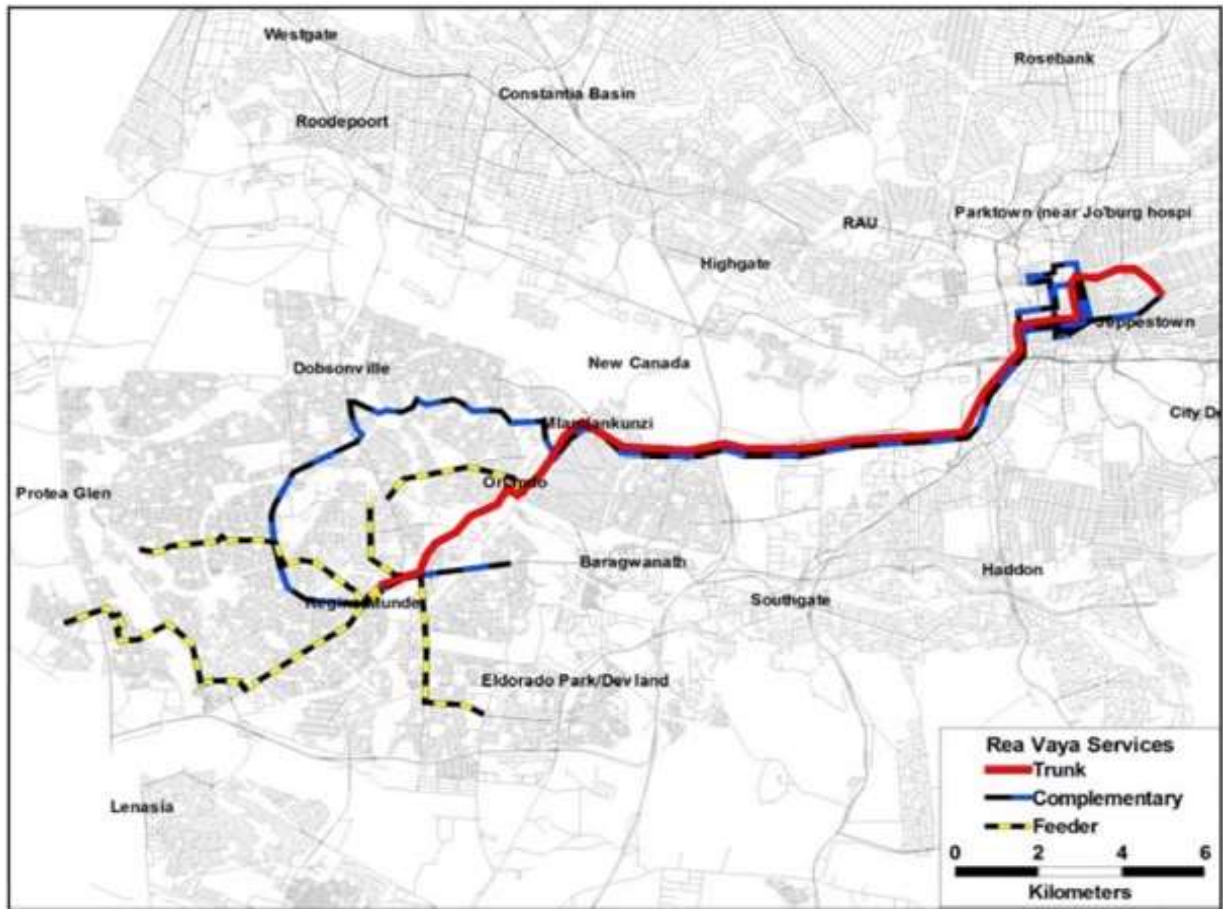 Westgate
Rosebank
Constantia Basin
Roodepoort
Parktown (near Jo'burg hospi
RAU
Highgate
Jeppestown
New Canada
Dobsonville
City De
Orlando
Protea Glen
Baragwanath
Haddon
Southgate
Regina Munde
Eldorado Park/Devland
Lenasia
Rea Vaya Services
Trunk
Complementary
Feeder
0 2 4 6
Kilometers